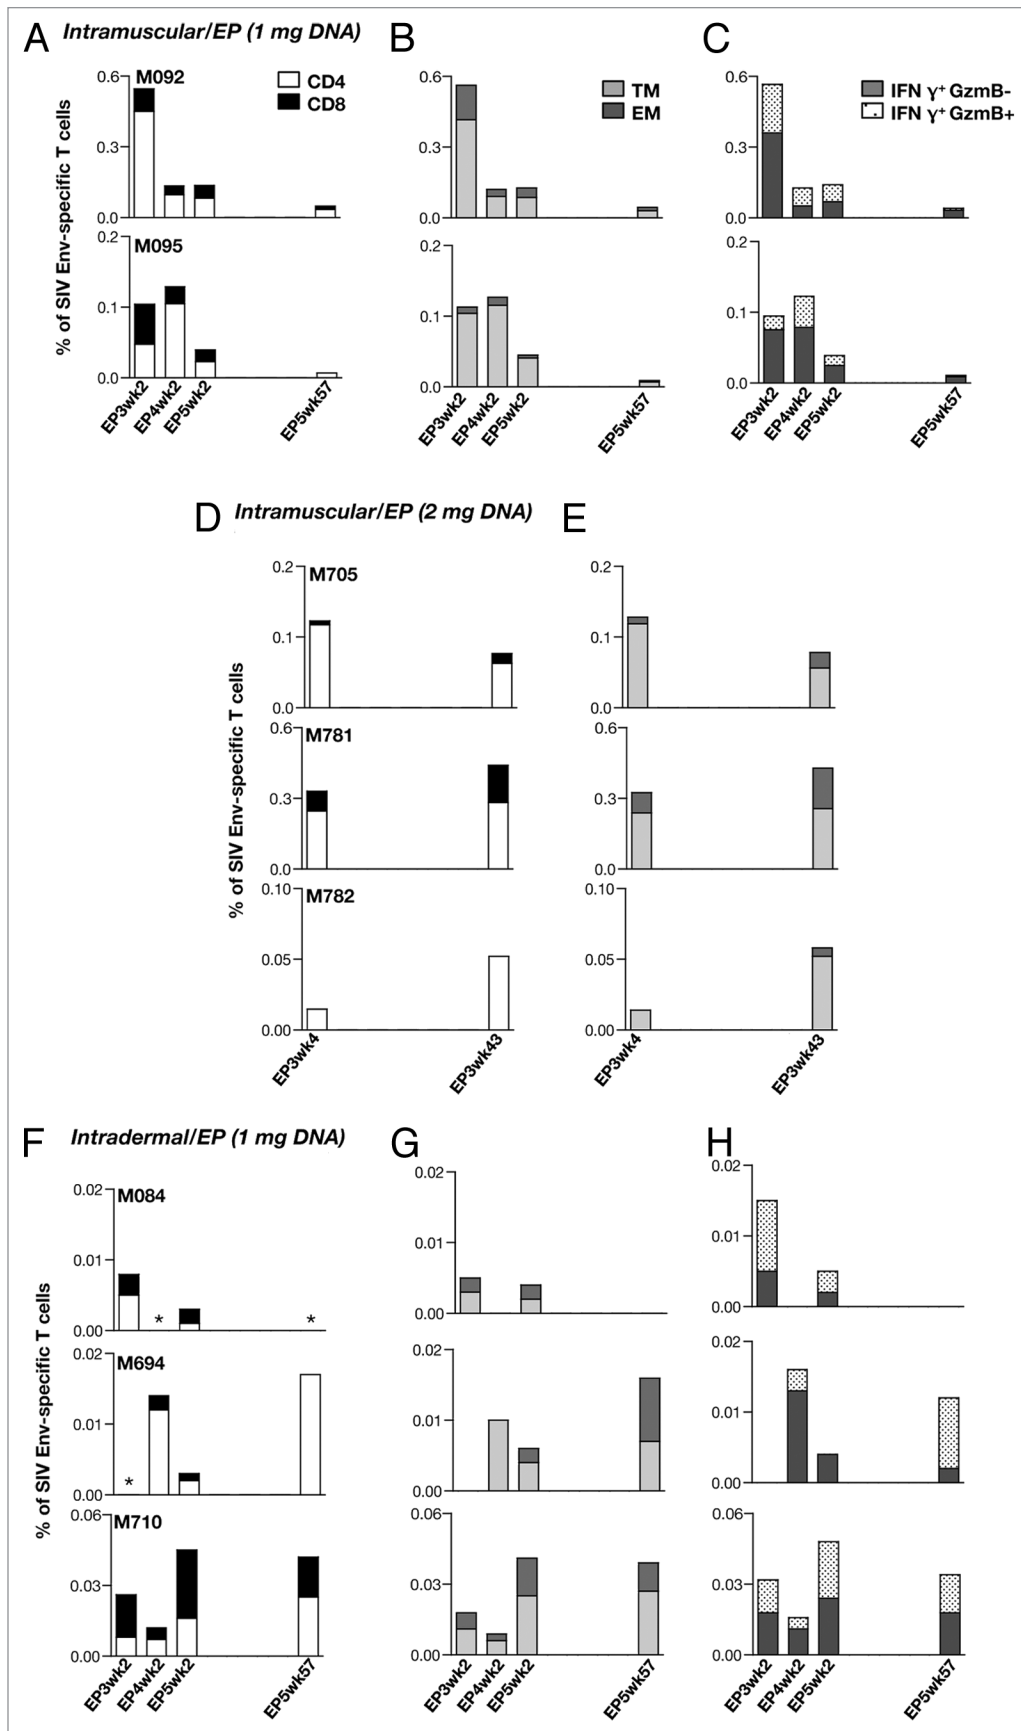 A Intramuscular/EP (1 mg DNA) B C
M092
CD4
CD8
TM
EM
IFN γ+ GzmB-
IFN γ+ GzmB+
0.6 0.6 0.6
0.3 0.3 0.3
0.0 0.0 0.0
% of SIV Env-specific T cells
M095
0.2 0.2 0.2
0.1 0.1 0.1
0.0 0.0 0.0
EP3wk2 EP4wk2 EP5wk2 EP5wk57
EP3wk2 EP4wk2 EP5wk2 EP5wk57
EP3wk2 EP4wk2 EP5wk2 EP5wk57
D Intramuscular/EP (2 mg DNA) E
M705
0.2 0.2
0.1 0.1
0.0 0.0
% of SIV Env-specific T cells
M781
0.6 0.6
0.3 0.3
0.0 0.0
M782
0.10 0.10
0.05 0.05
0.00 0.00
EP3wk4 EP3wk43
EP3wk4 EP3wk43
F Intradermal/EP (1 mg DNA) G H
M084
0.02 0.02 0.02
0.01 0.01 0.01
* *
0.00 0.00 0.00
% of SIV Env-specific T cells
M694
0.02 0.02 0.02
0.01 0.01 0.01
*
0.00 0.00 0.00
M710
0.06 0.06 0.06
0.03 0.03 0.03
0.00 0.00 0.00
EP3wk2 EP4wk2 EP5wk2 EP5wk57
EP3wk2 EP4wk2 EP5wk2 EP5wk57
EP3wk2 EP4wk2 EP5wk2 EP5wk57